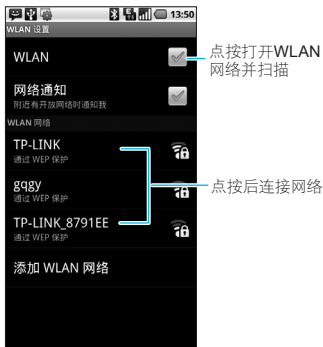 13:50
WLAN 设置
WLAN
网络通知
附近有开放网络时通知我
WLAN 网络
TP-LINK
通过 WEP 保护
gqgy
通过 WEP 保护
TP-LINK_8791EE
通过 WEP 保护
添加 WLAN 网络
点按打开WLAN
网络并扫描
点按后连接网络